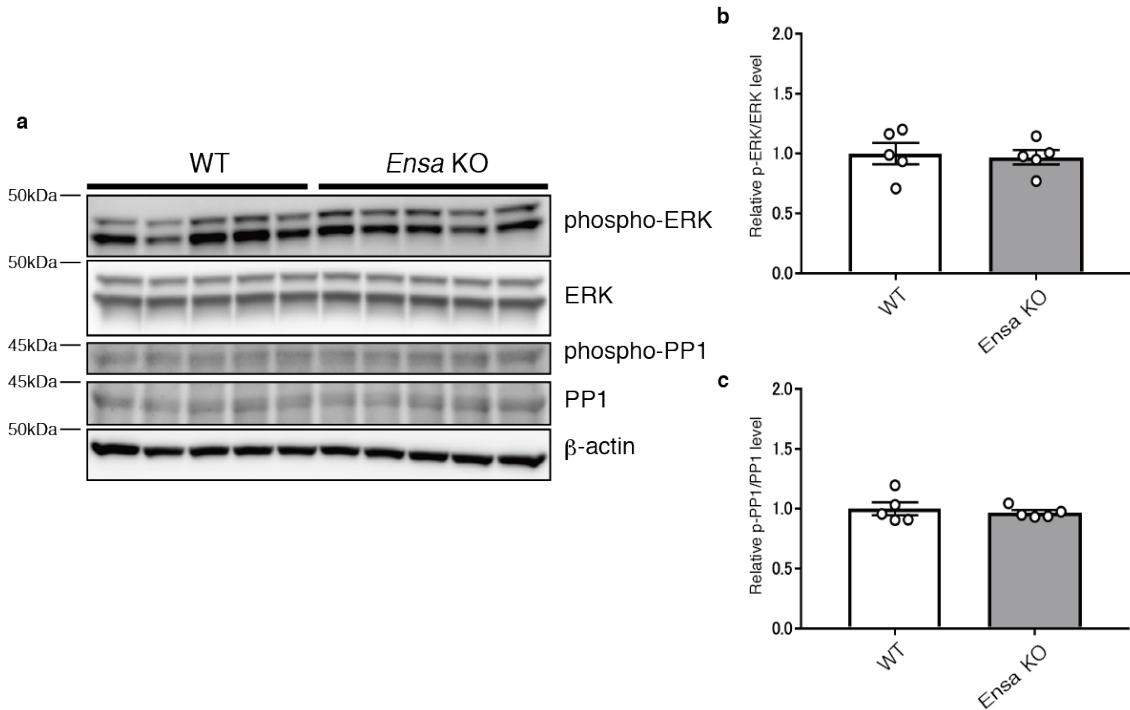 a
WT
Ensa KO
50kDa
phospho-ERK
50kDa
ERK
45kDa
phospho-PP1
45kDa
PP1
50kDa
β-actin
b
Relative p-ERK/ERK level
2.0
1.5
1.0
0.5
0.0
WT
Ensa KO
c
Relative p-PP1/PP1 level
2.0
1.5
1.0
0.5
0.0
WT
Ensa KO